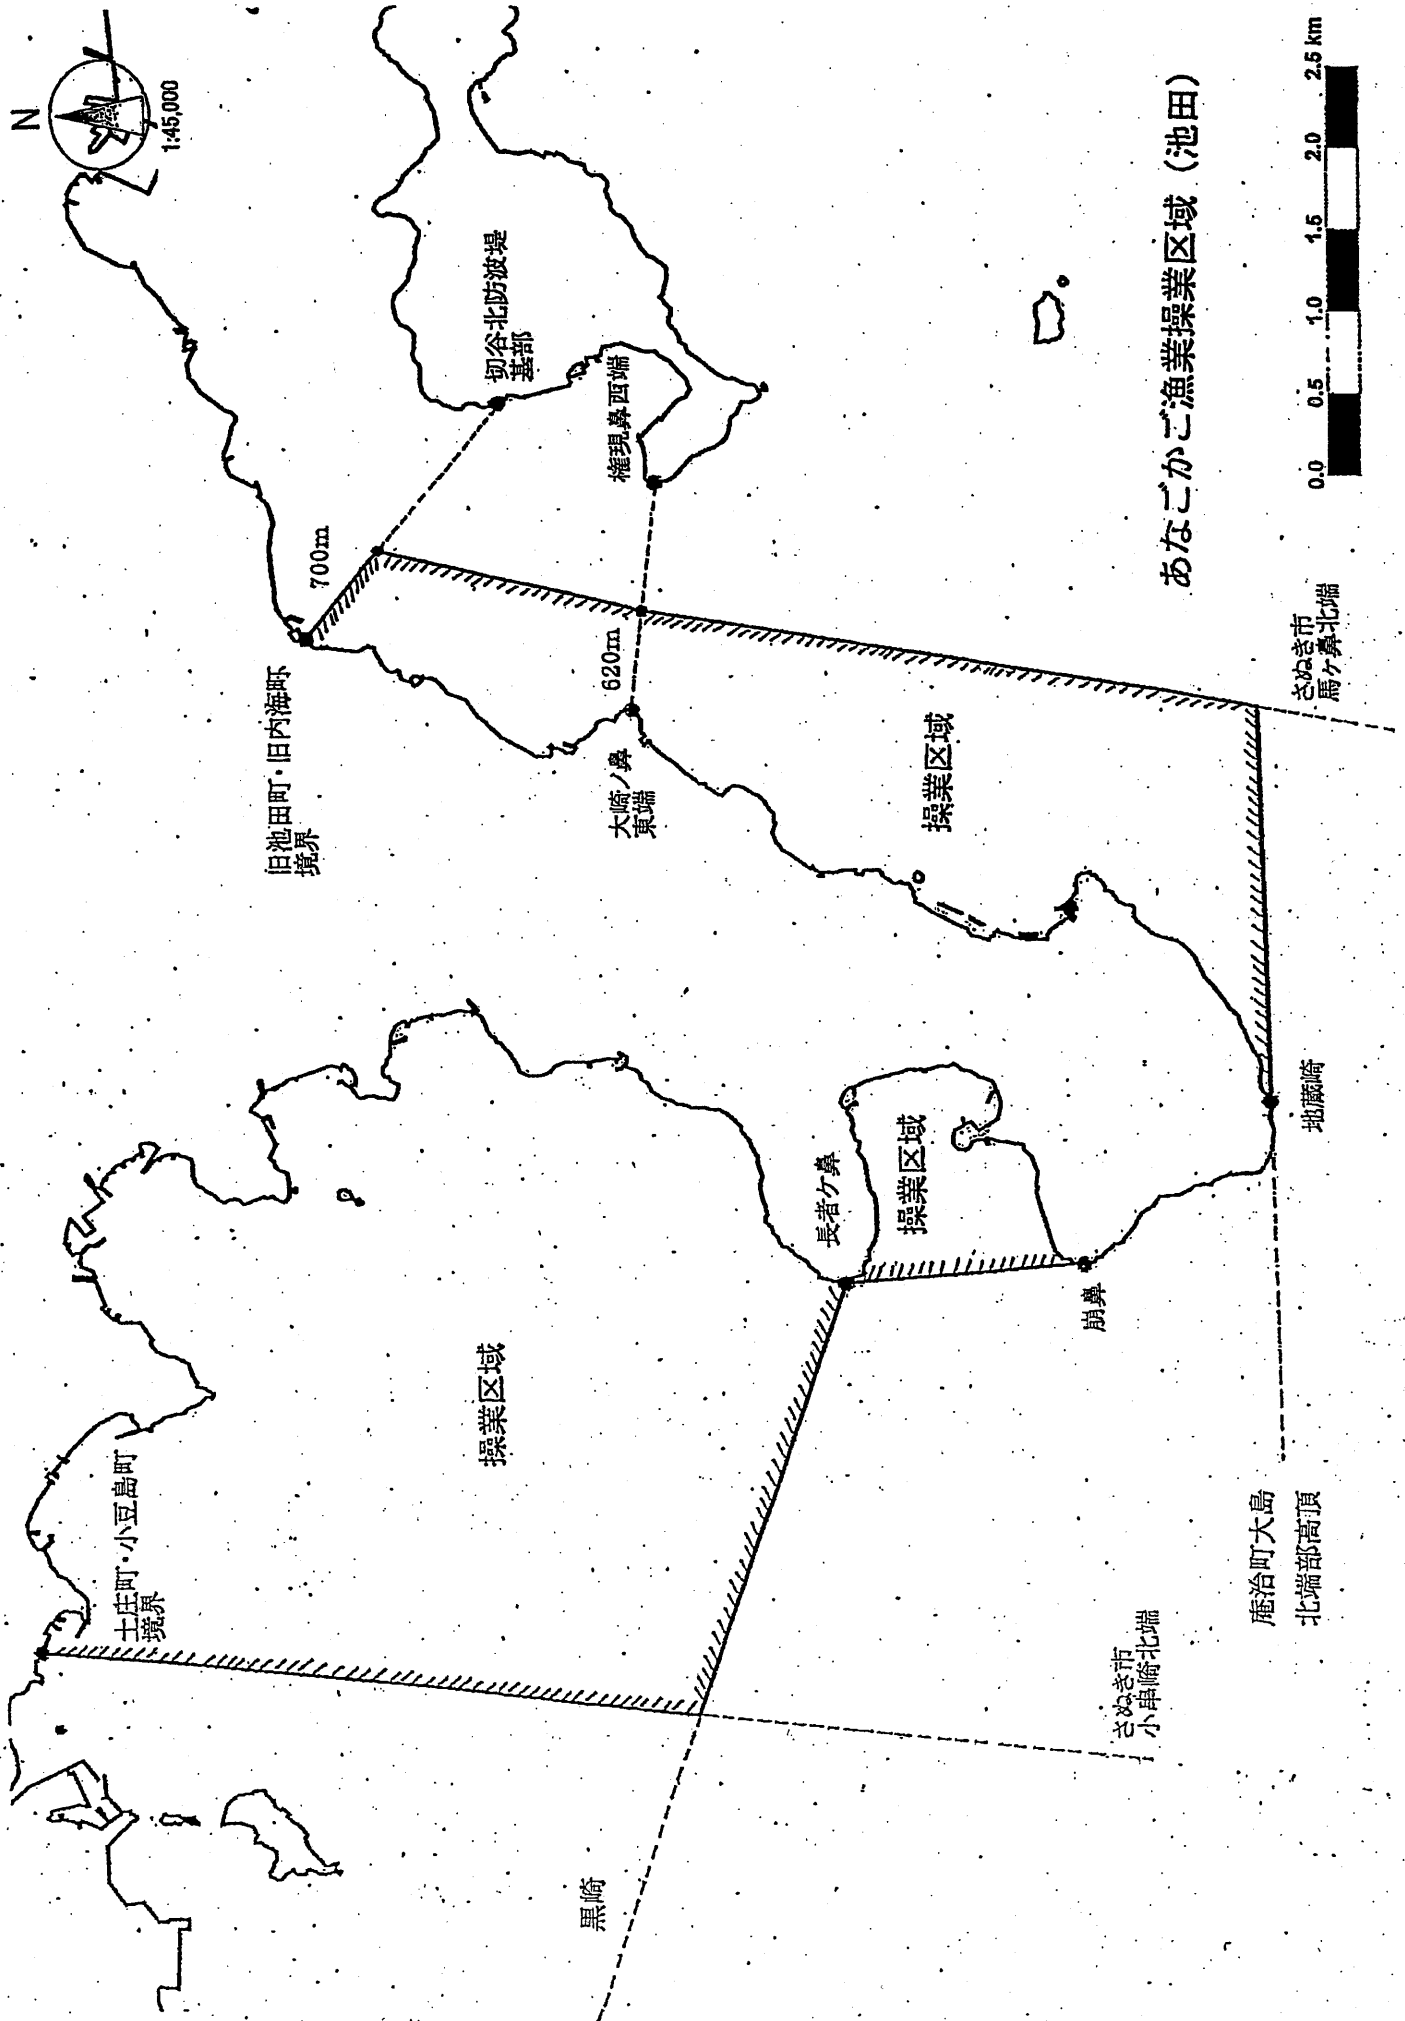 N
1:45,000
切谷北防波堤
基部
権現鼻西端
700m
620m
旧池田町・旧内海町
境界
大崎ノ鼻
東端
操業区域
さぬき市
馬ヶ鼻北端
あなごかご漁業操業区域（池田）
0.0 0.5 1.0 1.5 2.0 2.5 km
地蔵崎
長者ケ鼻
操業区域
崩鼻
操業区域
土庄町・小豆島町
境界
庵治町大島
北端部高頂
さぬき市
小串崎北端
黒崎